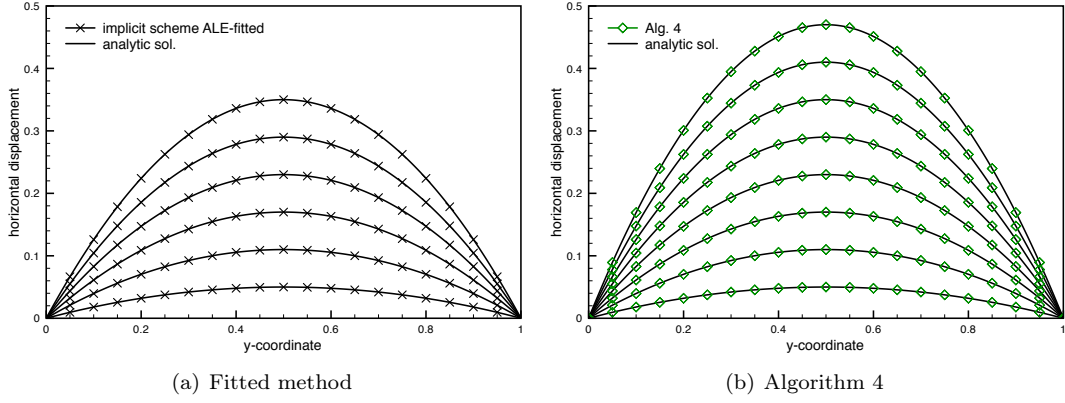 0.5
0.4
0.3
0.2
0.1
0
horizontal displacement
implicit scheme ALE-fitted
analytic sol.
0 0.2 0.4 0.6 0.8 1
y-coordinate
(a) Fitted method
0.5
0.4
0.3
0.2
0.1
0
horizontal displacement
Alg. 4
analytic sol.
0 0.2 0.4 0.6 0.8 1
y-coordinate
(b) Algorithm 4